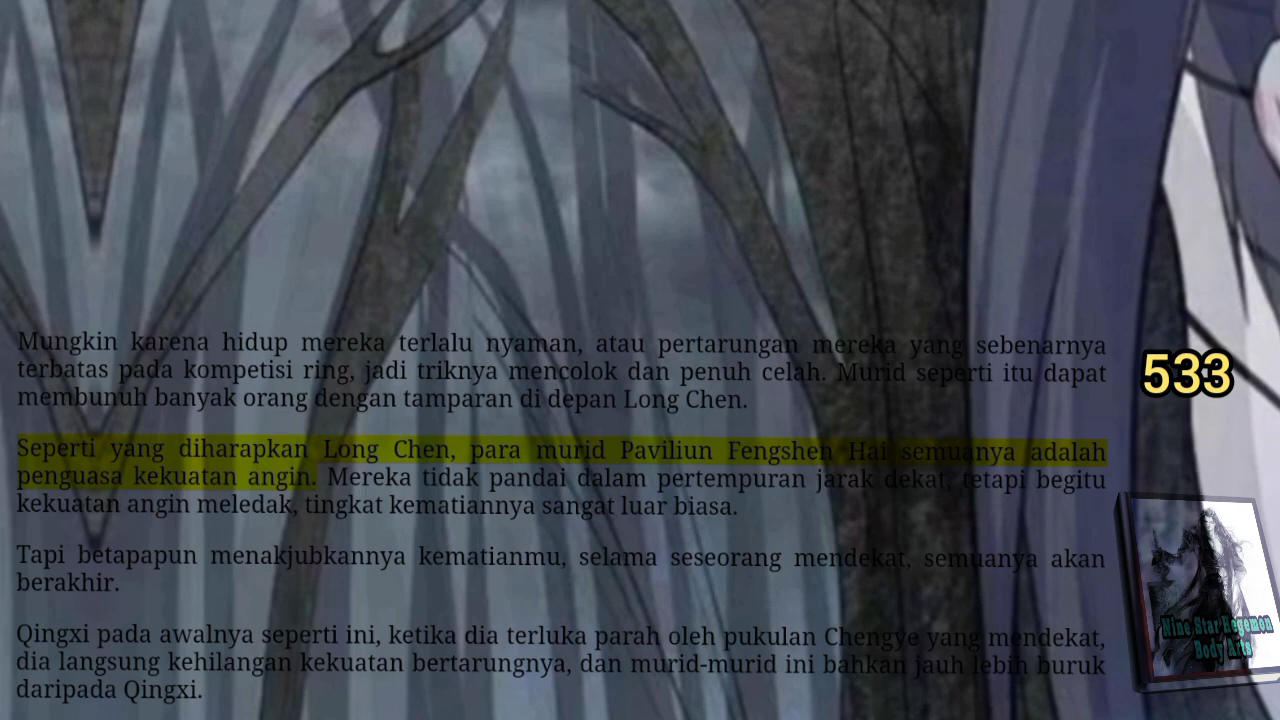 Mungkin karena hidup mereka terlalu nyaman, atau pertarungan mereka yang sebenarnya
terbatas pada kompetisi ring, jadi triknya mencolok dan penuh celah. Murid seperti itu dapat
membunuh banyak orang dengan tamparan di depan Long Chen.
Seperti yang diharapkan Long Chen, para murid Paviliun Fengshen Hai semuanya adalah
penguasa kekuatan angin. Mereka tidak pandai dalam pertempuran jarak dekat, tetapi begitu
kekuatan angin meledak, tingkat kematiannya sangat luar biasa.
Tapi betapapun menakjubkannya kematianmu, selama seseorang mendekat, semuanya akan
berakhir.
Qingxi pada awalnya seperti ini, ketika dia terluka parah oleh pukulan Chengye yang mendekat,
dia langsung kehilangan kekuatan bertarungnya, dan murid-murid ini bahkan jauh lebih buruk
daripada Qingxi.
533
Nine Star Hegemon
Body Arts